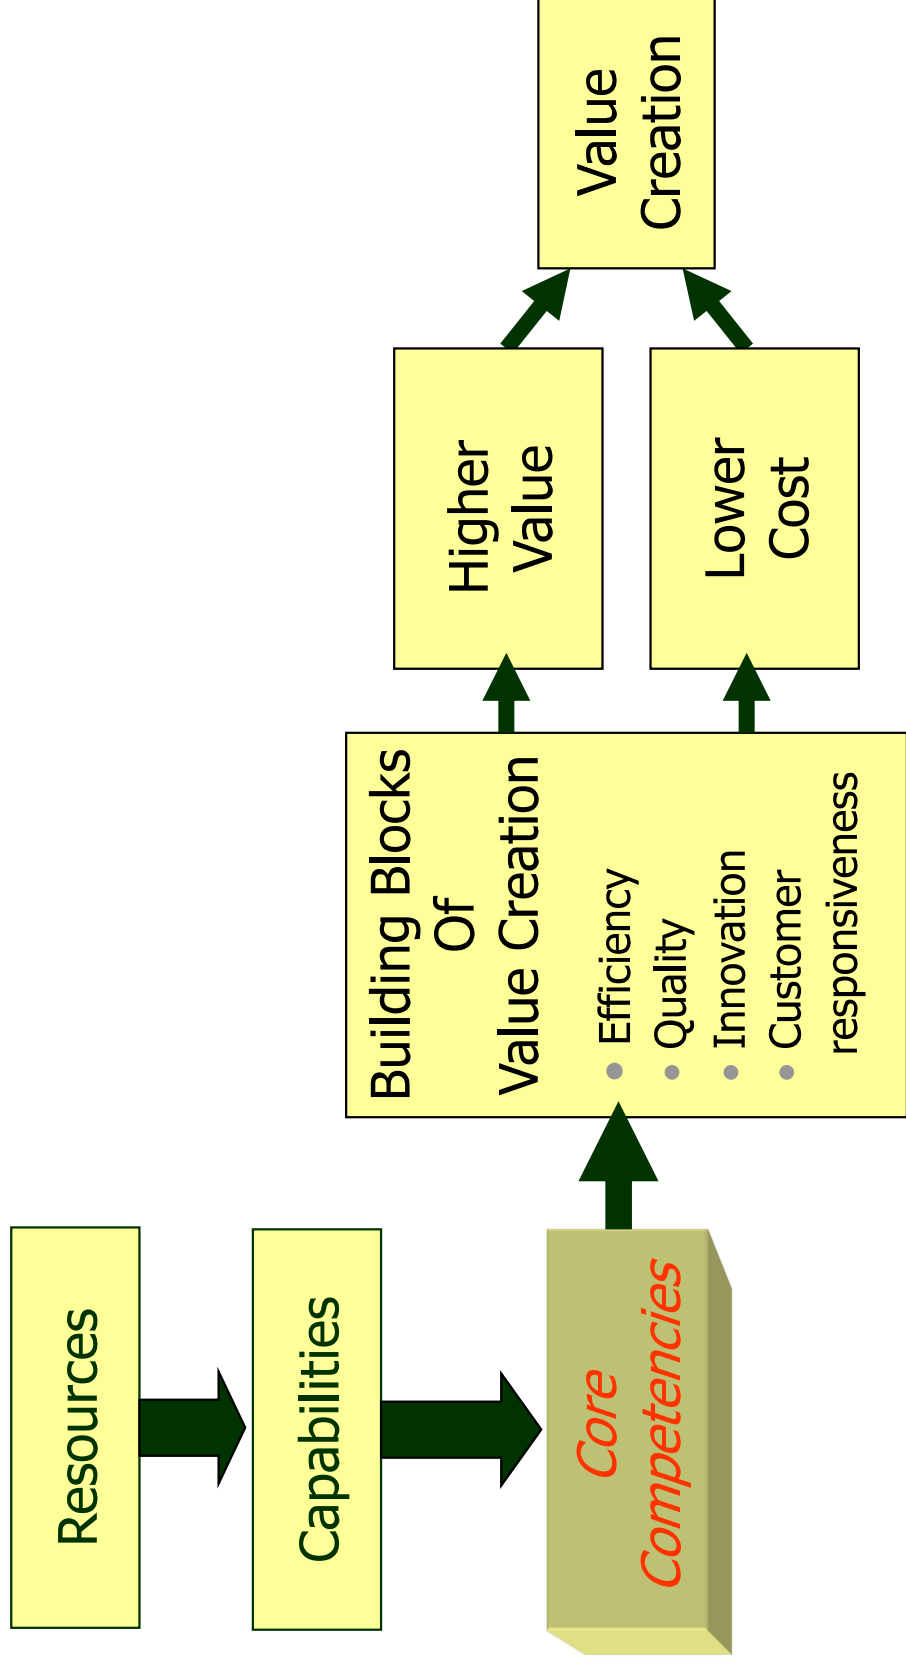 Resources
Capabilities
Core
Competencies
Building Blocks
Of
Value Creation
Efficiency
Quality
Innovation
Customer
responsiveness
Higher
Value
Lower
Cost
Value
Creation